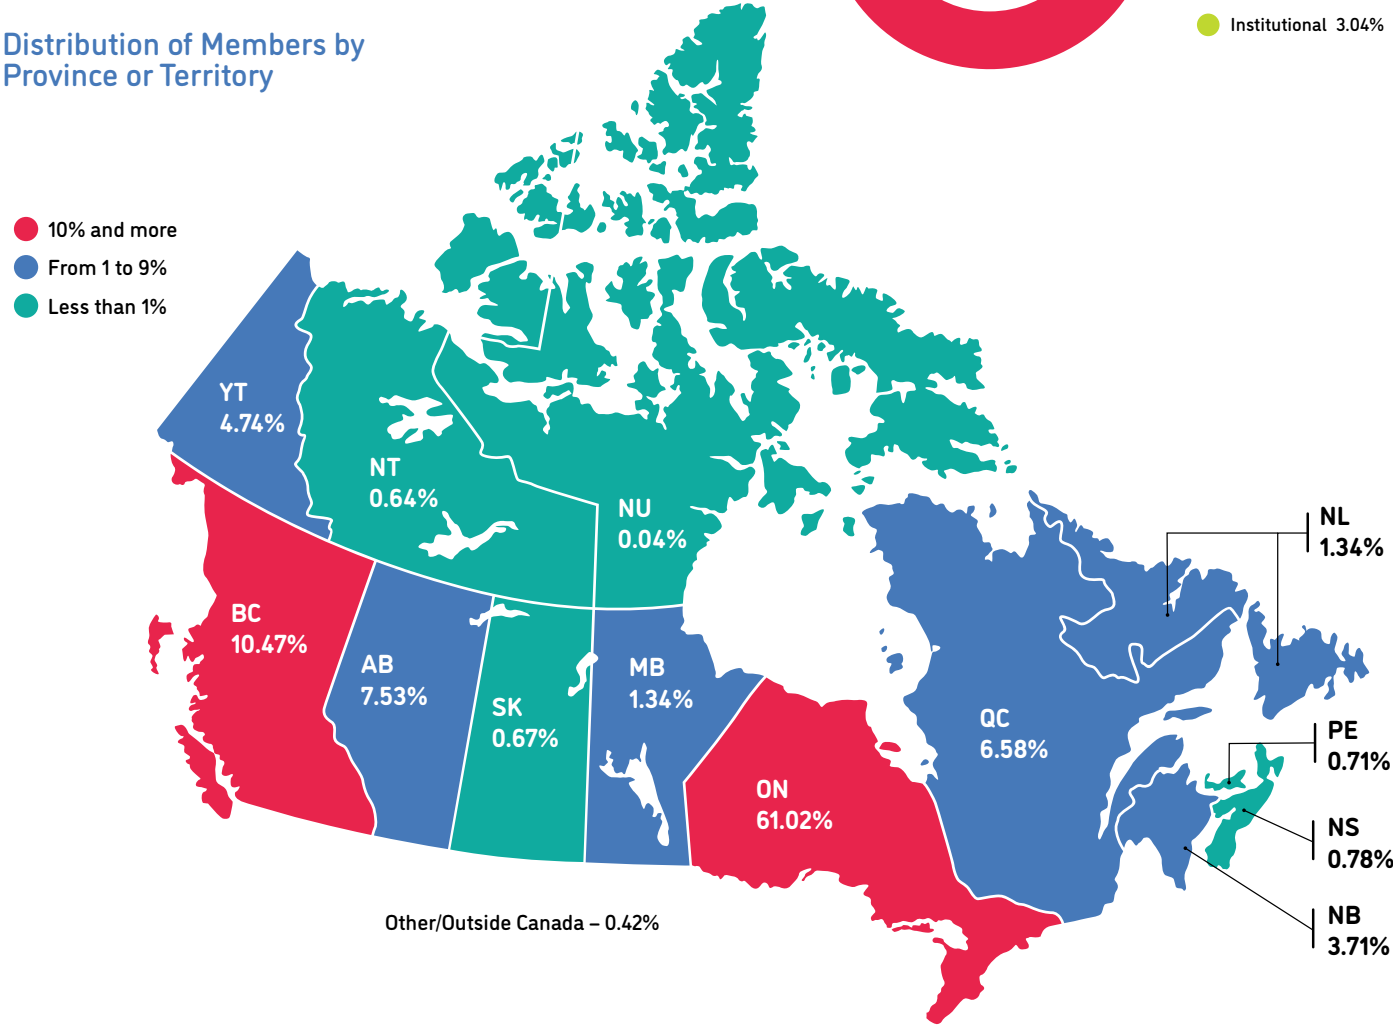 Institutional 3.04%
Distribution of Members by
Province or Territory
10% and more
From 1 to 9%
Less than 1%
YT
4.74%
NT
0.64%
NU
0.04%
NL
1.34%
BC
10.47%
AB
7.53%
SK
0.67%
MB
1.34%
QC
6.58%
PE
0.71%
ON
61.02%
NS
0.78%
NB
3.71%
Other/Outside Canada – 0.42%